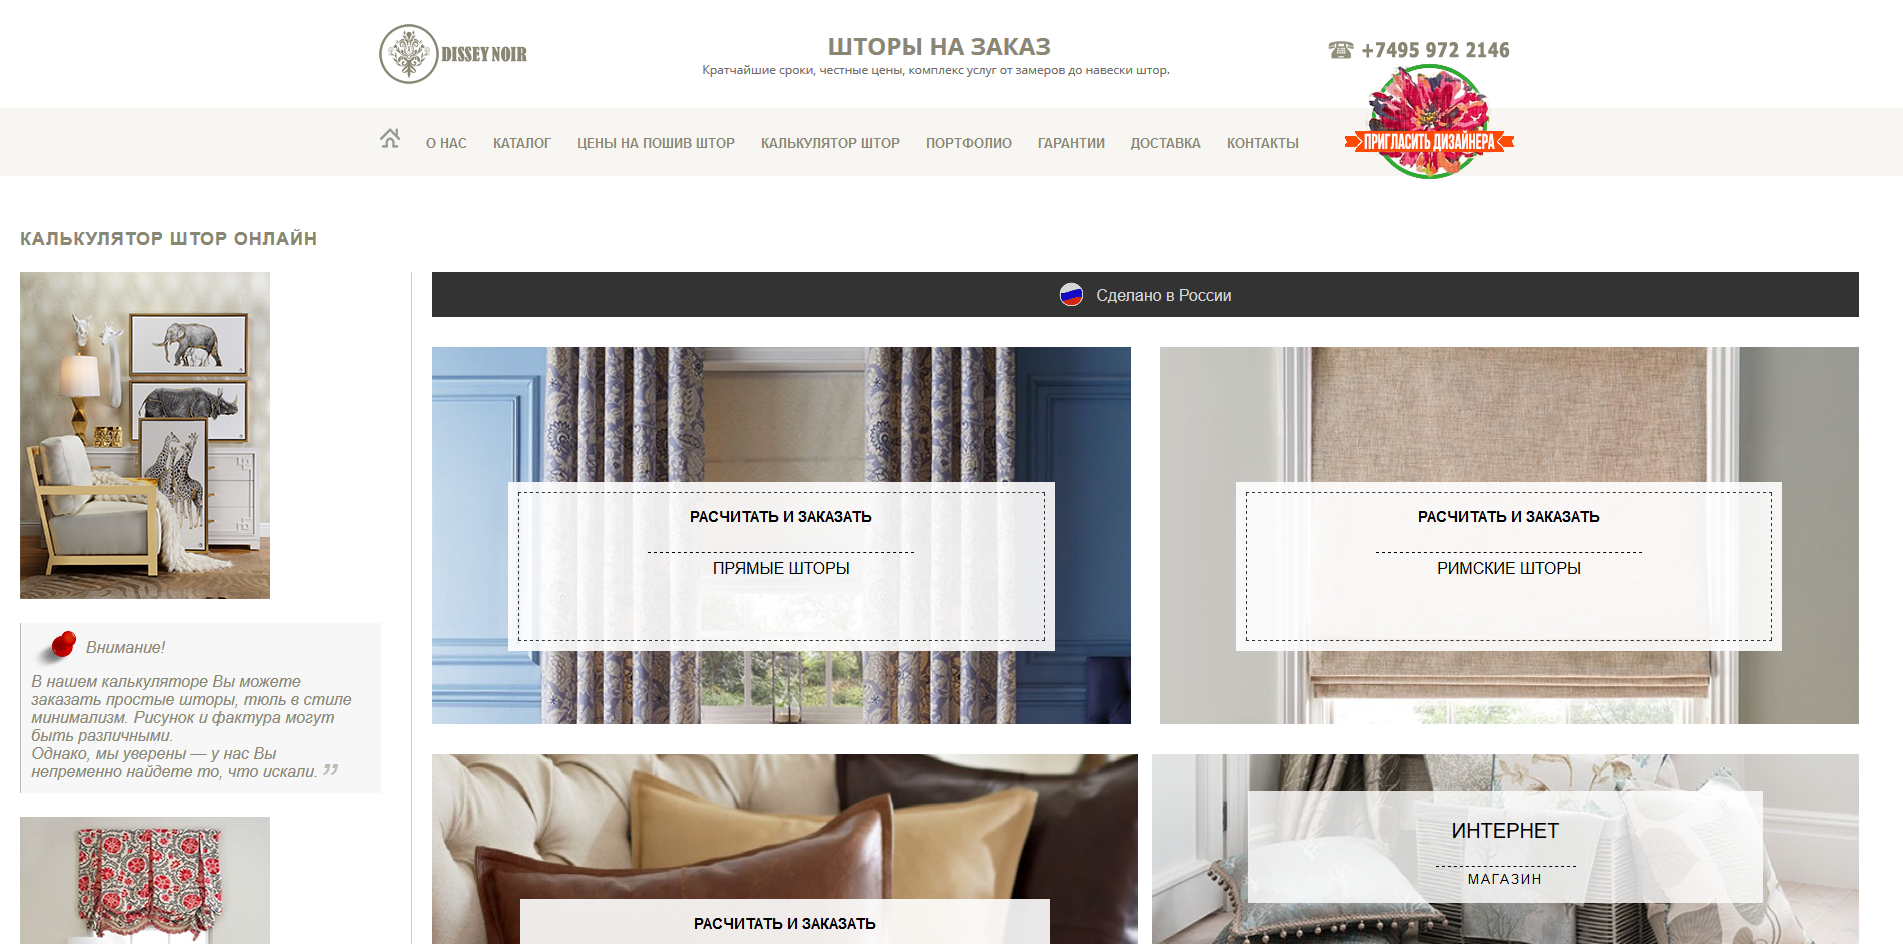 DISSEY NOIR
ШТОРЫ НА ЗАКАЗ
Кратчайшие сроки, честные цены, комплекс услуг от замеров до навески штор.
+7495 972 2146
О НАС
КАТАЛОГ
ЦЕНЫ НА ПОШИВ ШТОР
КАЛЬКУЛЯТОР ШТОР
ПОРТФОЛИО
ГАРАНТИИ
ДОСТАВКА
КОНТАКТЫ
ПРИГЛАСИТЬ ДИЗАЙНЕРА
КАЛЬКУЛЯТОР ШТОР ОНЛАЙН
Внимание!
В нашем калькуляторе Вы можете
заказать простые шторы, тюль в стиле
минимализм. Рисунок и фактура могут
быть различными.
Однако, мы уверены — у нас Вы
непременно найдете то, что искали. ”
Сделано в России
РАСЧИТАТЬ И ЗАКАЗАТЬ
ПРЯМЫЕ ШТОРЫ
РАСЧИТАТЬ И ЗАКАЗАТЬ
РИМСКИЕ ШТОРЫ
РАСЧИТАТЬ И ЗАКАЗАТЬ
ИНТЕРНЕТ
МАГАЗИН